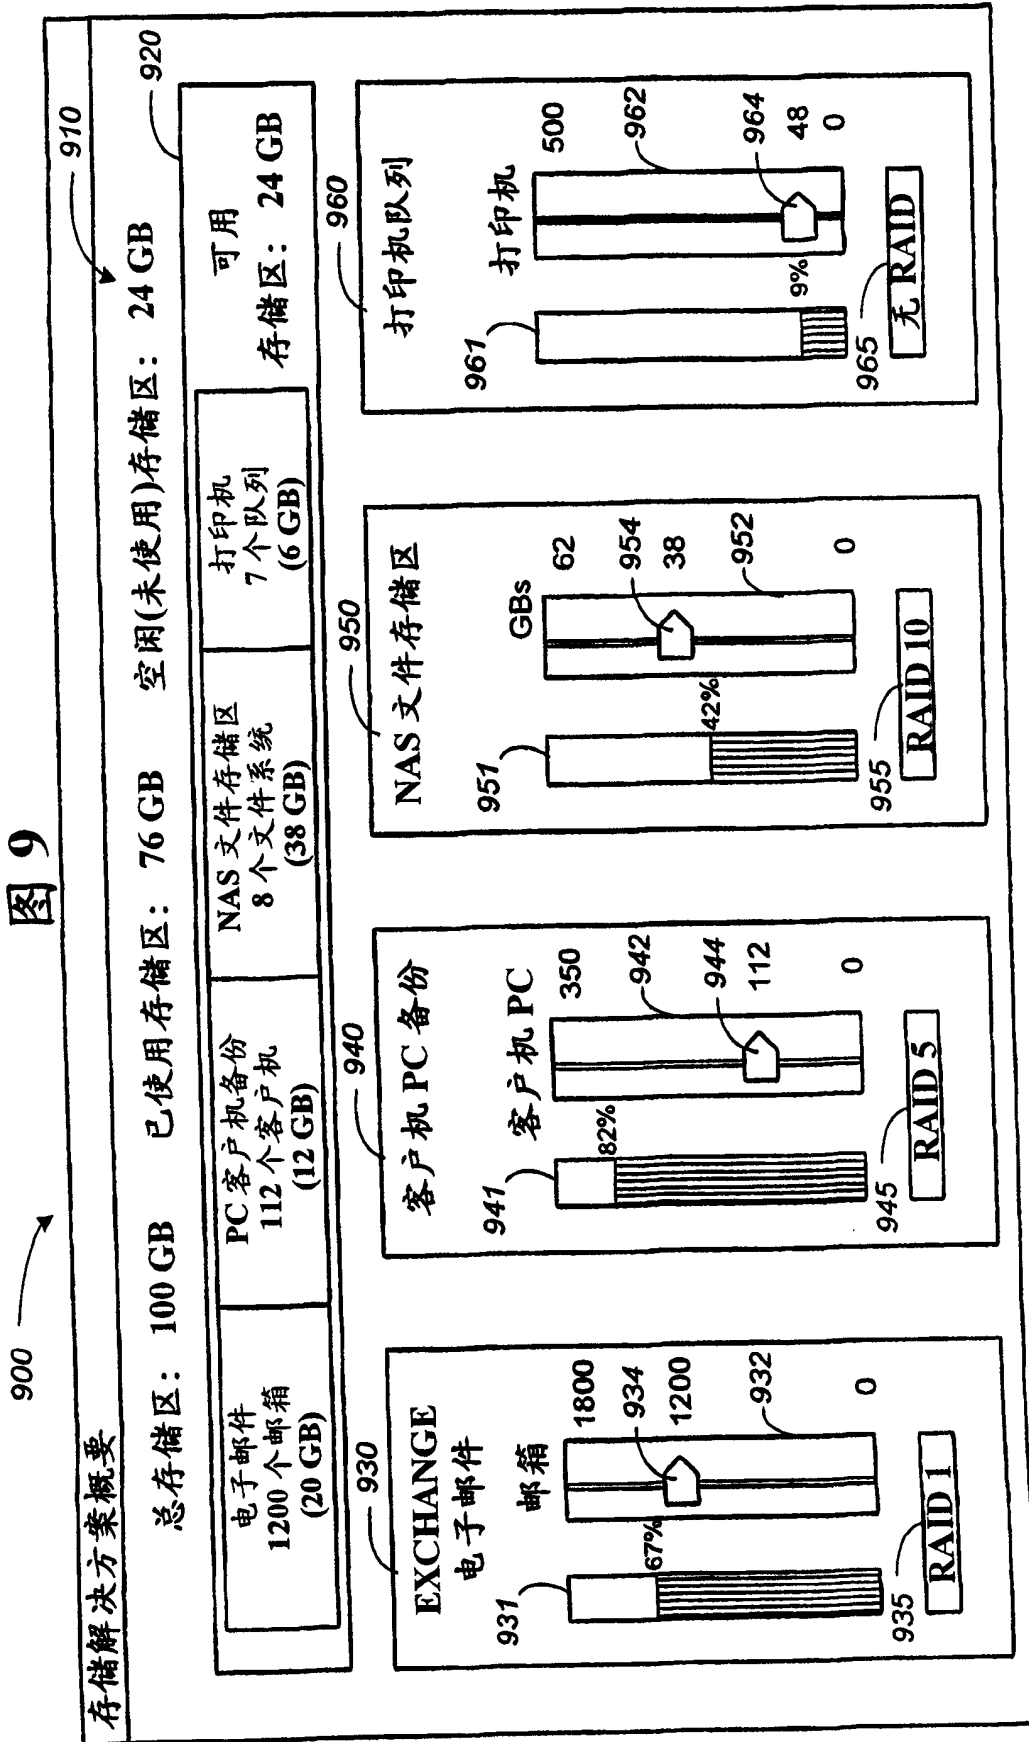 图 9
900
存储解决方案概要
910
总存储区: 100 GB 已使用存储区: 76 GB 空闲(未使用)存储区: 24 GB
920
电子邮件
1200 个邮箱
(20 GB)
PC 客户机备份
112 个客户机
(12 GB)
NAS 文件存储区
8 个文件系统
(38 GB)
打印机
7 个队列
(6 GB)
可用
存储区: 24 GB
930
EXCHANGE
电子邮件
邮箱
931
1800
934
67%
1200
932
0
935
RAID 1
940
客户机 PC 备份
客户机 PC
941
350
942
82%
944
112
0
945
RAID 5
950
NAS 文件存储区
GBs
951
62
954
38
42%
952
0
955
RAID 10
960
打印机队列
打印机
961
500
962
964
9%
48
0
965
无 RAID